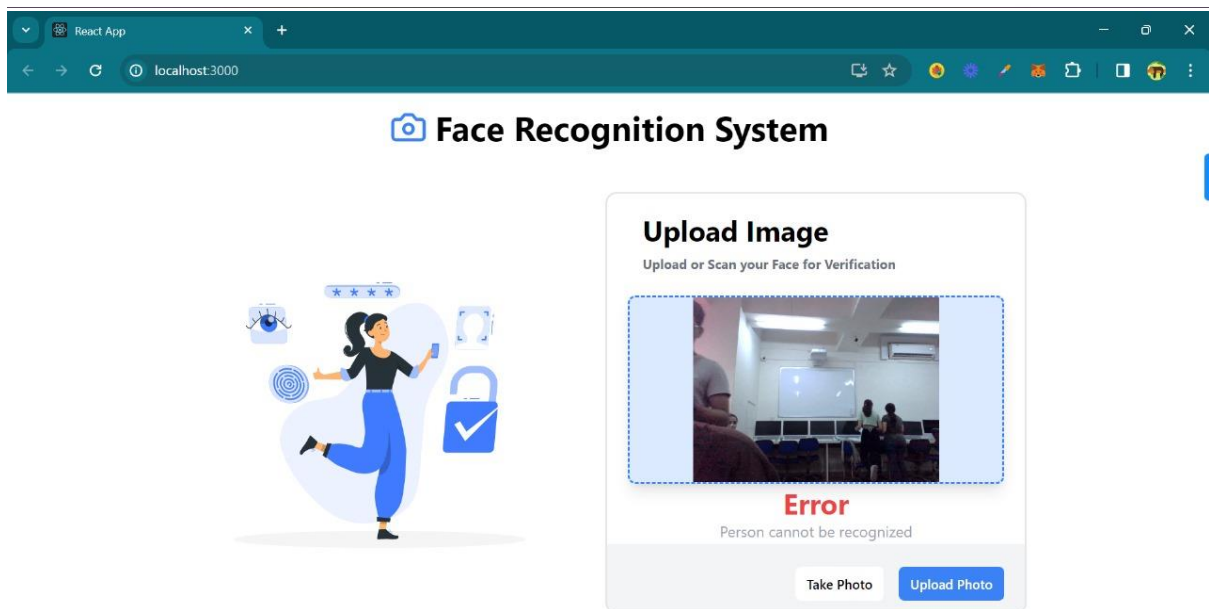 React App
localhost:3000
Face Recognition System
Upload Image
Upload or Scan your Face for Verification
* * * *
Error
Person cannot be recognized
Take Photo
Upload Photo